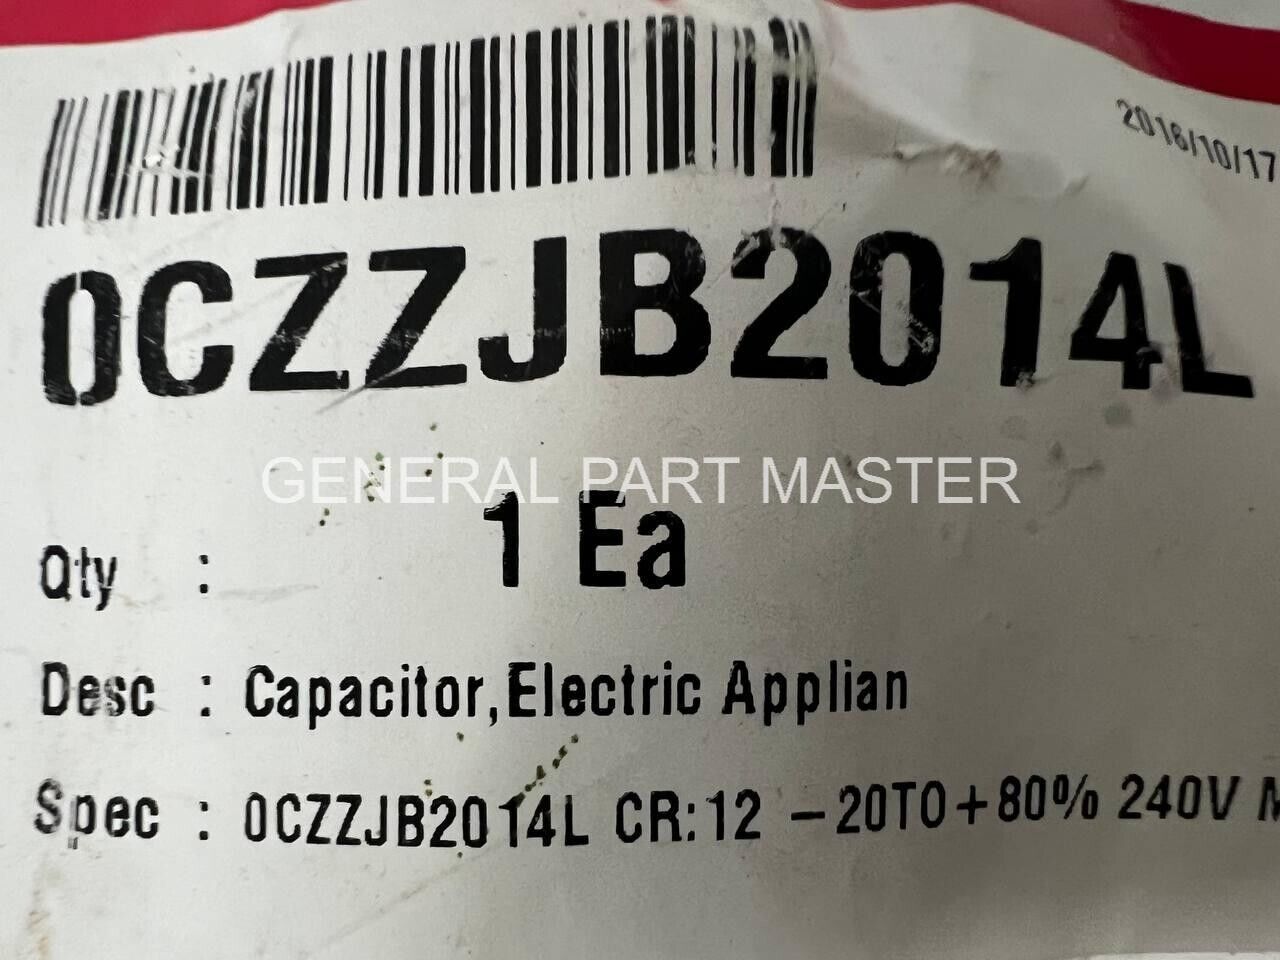 2016/10/17
0CZZJB2014L
GENERAL PART MASTER
Qty : 1 Ea
Desc : Capacitor,Electric Applian
Spec : 0CZZJB2014L CR:12 -20TO+80% 240V